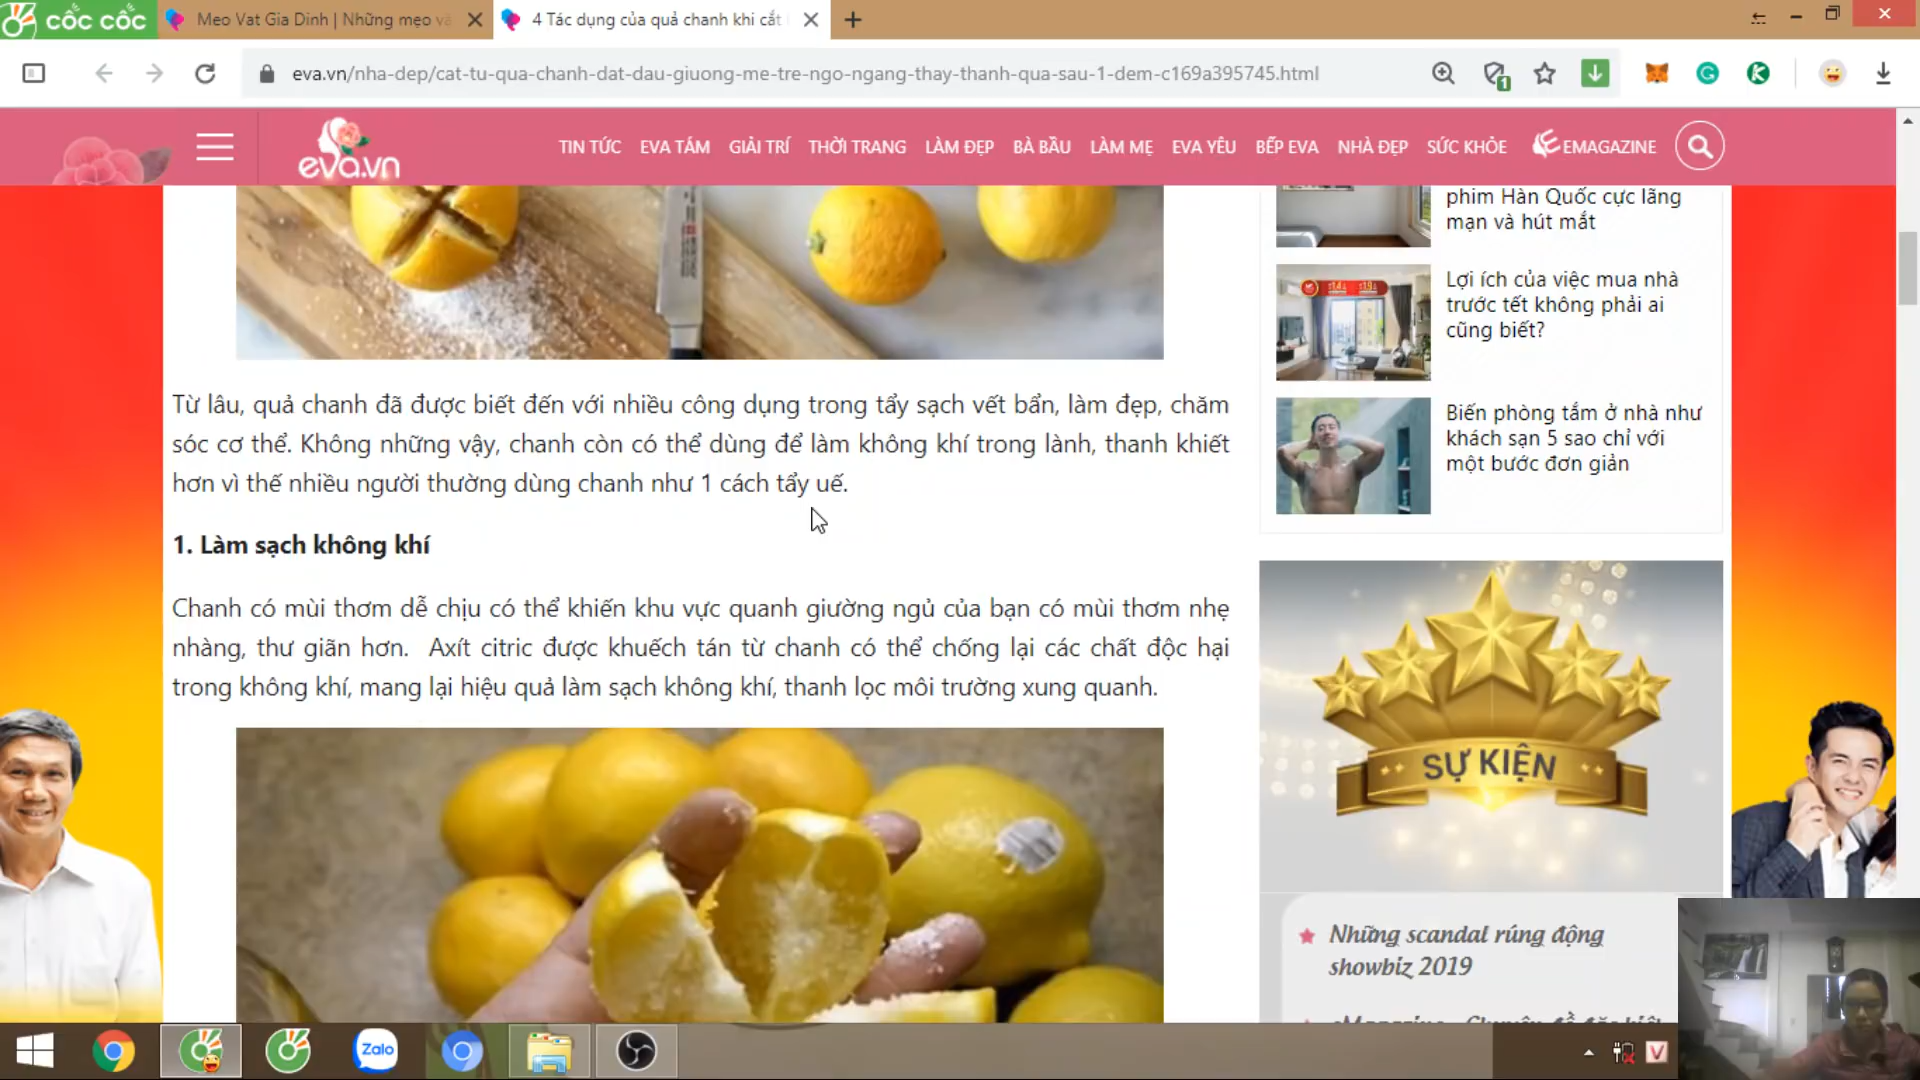 cốc cốc
Meo Vat Gia Dinh | Những mẹo và
4 Tác dụng của quả chanh khi cắt
eva.vn/nha-dep/cat-tu-qua-chanh-dat-dau-giuong-me-tre-ngo-ngang-thay-thanh-qua-sau-1-dem-c169a395745.html
1
eva.vn
TIN TỨC EVA TÁM GIẢI TRÍ THỜI TRANG LÀM ĐẸP BÀ BẦU LÀM MẸ EVA YÊU BẾP EVA NHÀ ĐẸP SỨC KHỎE EMAGAZINE
phim Hàn Quốc cực lãng
mạn và hút mắt
Lợi ích của việc mua nhà
trước tết không phải ai
cũng biết?
Biến phòng tắm ở nhà như
khách sạn 5 sao chỉ với
một bước đơn giản
Từ lâu, quả chanh đã được biết đến với nhiều công dụng trong tẩy sạch vết bẩn, làm đẹp, chăm
sóc cơ thể. Không những vậy, chanh còn có thể dùng để làm không khí trong lành, thanh khiết
hơn vì thế nhiều người thường dùng chanh như 1 cách tẩy uế.
1. Làm sạch không khí
Chanh có mùi thơm dễ chịu có thể khiến khu vực quanh giường ngủ của bạn có mùi thơm nhẹ
nhàng, thư giãn hơn. Axít citric được khuếch tán từ chanh có thể chống lại các chất độc hại
trong không khí, mang lại hiệu quả làm sạch không khí, thanh lọc môi trường xung quanh.
SỰ KIỆN
Những scandal rúng động
showbiz 2019
Zalo
V